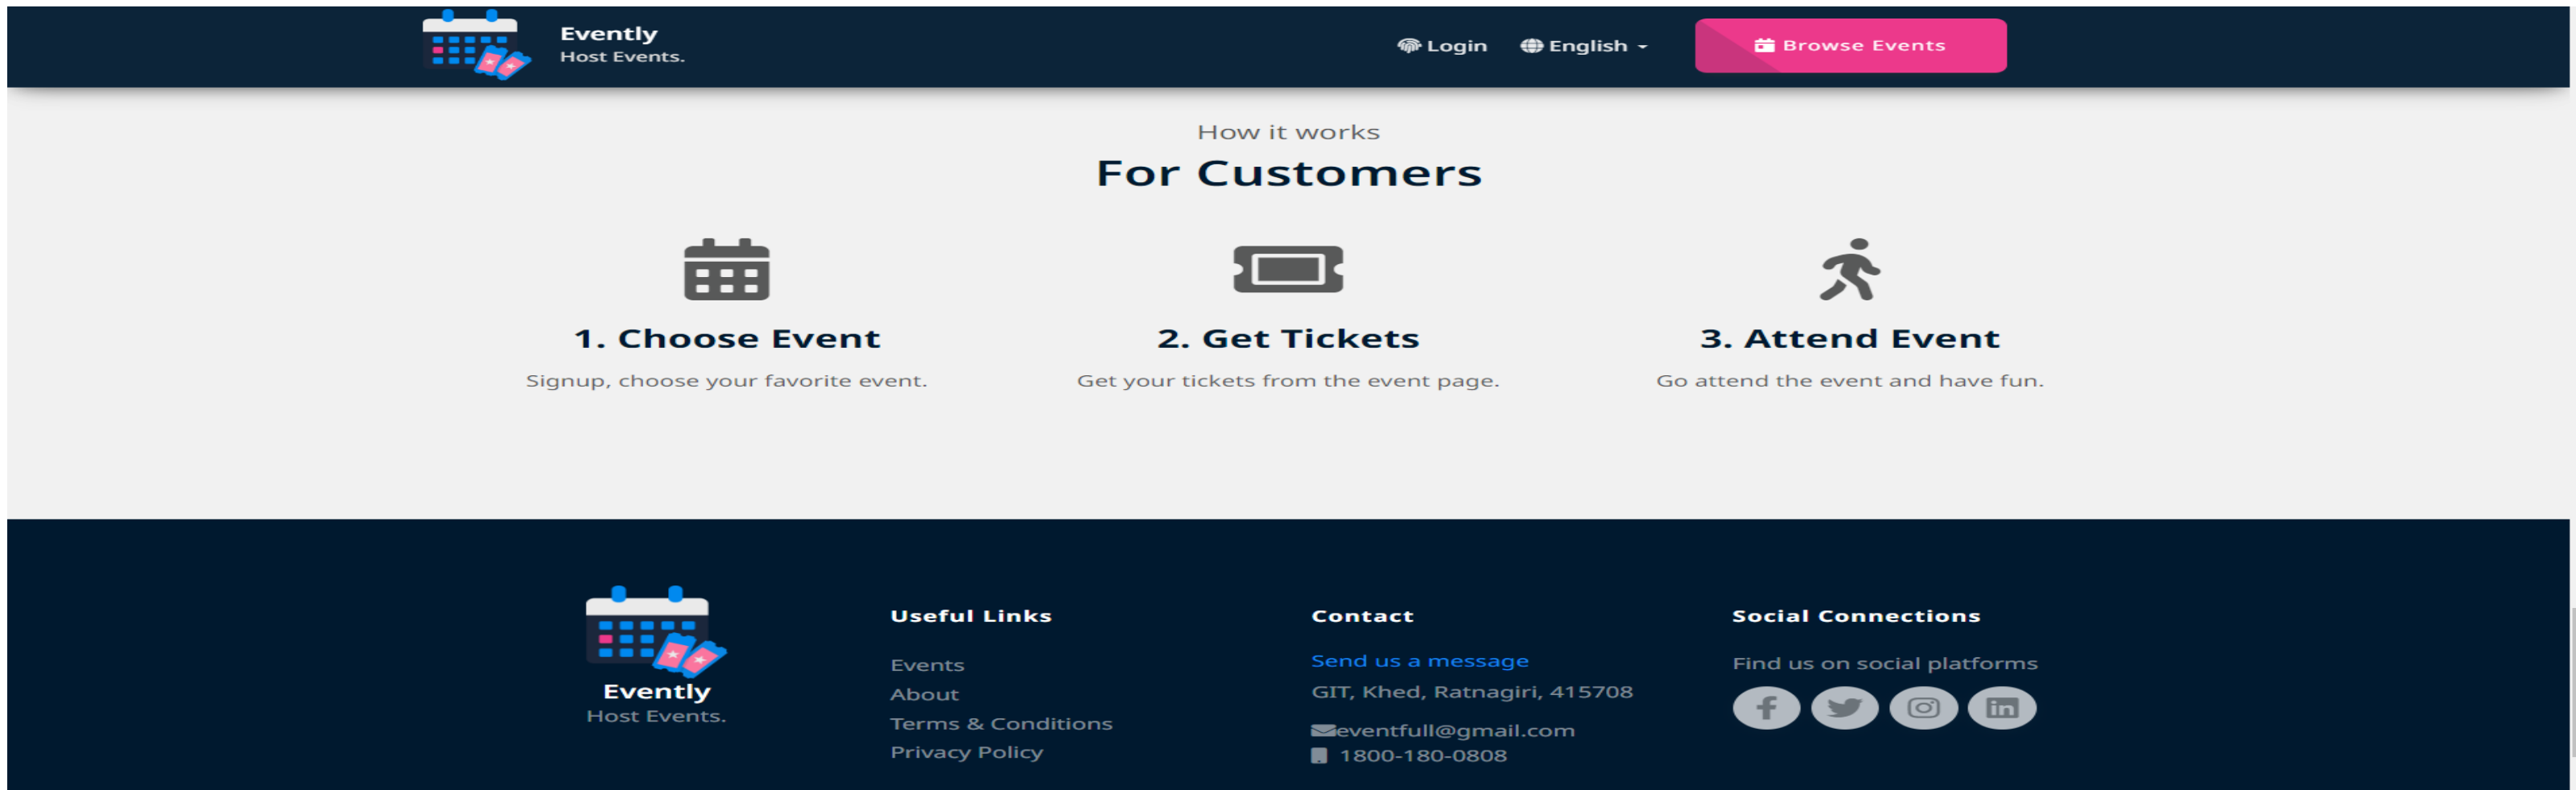 Evently
Host Events.
Login
English
Browse Events
How it works
For Customers
1. Choose Event
Signup, choose your favorite event.
2. Get Tickets
Get your tickets from the event page.
3. Attend Event
Go attend the event and have fun.
Evently
Host Events.
Useful Links
Events
About
Terms & Conditions
Privacy Policy
Contact
Send us a message
GIT, Khed, Ratnagiri, 415708
eventfull@gmail.com
1800-180-0808
Social Connections
Find us on social platforms